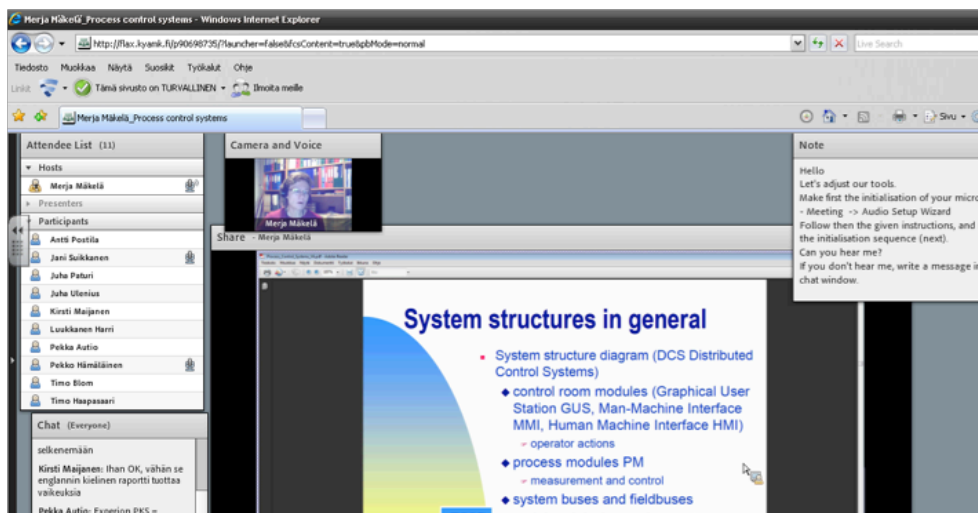 Merja Mäkelä_Process control systems - Windows Internet Explorer
http://flax.kyamk.fi/p90698735/?launcher=false&fcsContent=true&pbMode=normal
Live Search
Tiedosto Muokkaa Näytä Suosikit Työkalut Ohje
Linkit Tämä sivusto on TURVALLINEN Ilmoita meille
Merja Mäkelä_Process control systems
Sivu
Attendee List (11)
Hosts
Merja Mäkelä
Presenters
Participants
Antti Postila
Jani Suikkanen
Juha Paturi
Juha Ulenius
Kirsti Maijanen
Luukkanen Harri
Pekka Autio
Pekko Hämäläinen
Timo Blom
Timo Haapasaari
Chat (Everyone)
selkenemään
Kirsti Maijanen: Ihan OK, vähän se
englannin kielinen raportti tuottaa
vaikeuksia
Pekka Autio: Experion PKS =
Camera and Voice
Merja Mäkelä
Share - Merja Mäkelä
System structures in general
System structure diagram (DCS Distributed
Control Systems)
control room modules (Graphical User
Station GUS, Man-Machine Interface
MMI, Human Machine Interface HMI)
operator actions
process modules PM
measurement and control
system buses and fieldbuses
Note
Hello
Let's adjust our tools.
Make first the initialisation of your micro
- Meeting -> Audio Setup Wizard
Follow then the given instructions, and
the initialisation sequence (next).
Can you hear me?
If you don't hear me, write a message in
chat window.